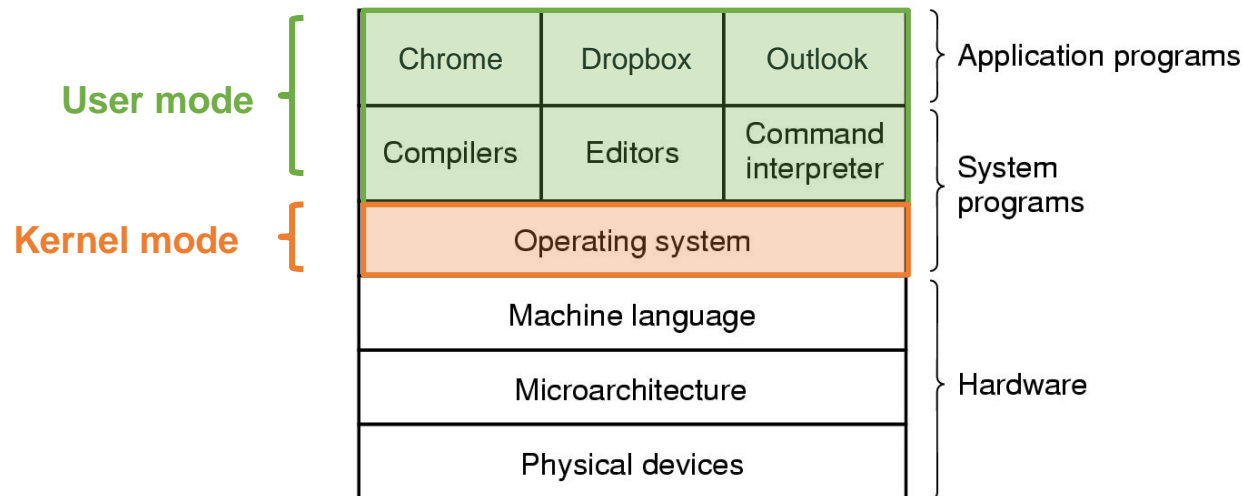 User mode
Kernel mode
Chrome
Dropbox
Outlook
Application programs
Compilers
Editors
Command
interpreter
System
programs
Operating system
Machine language
Microarchitecture
Hardware
Physical devices